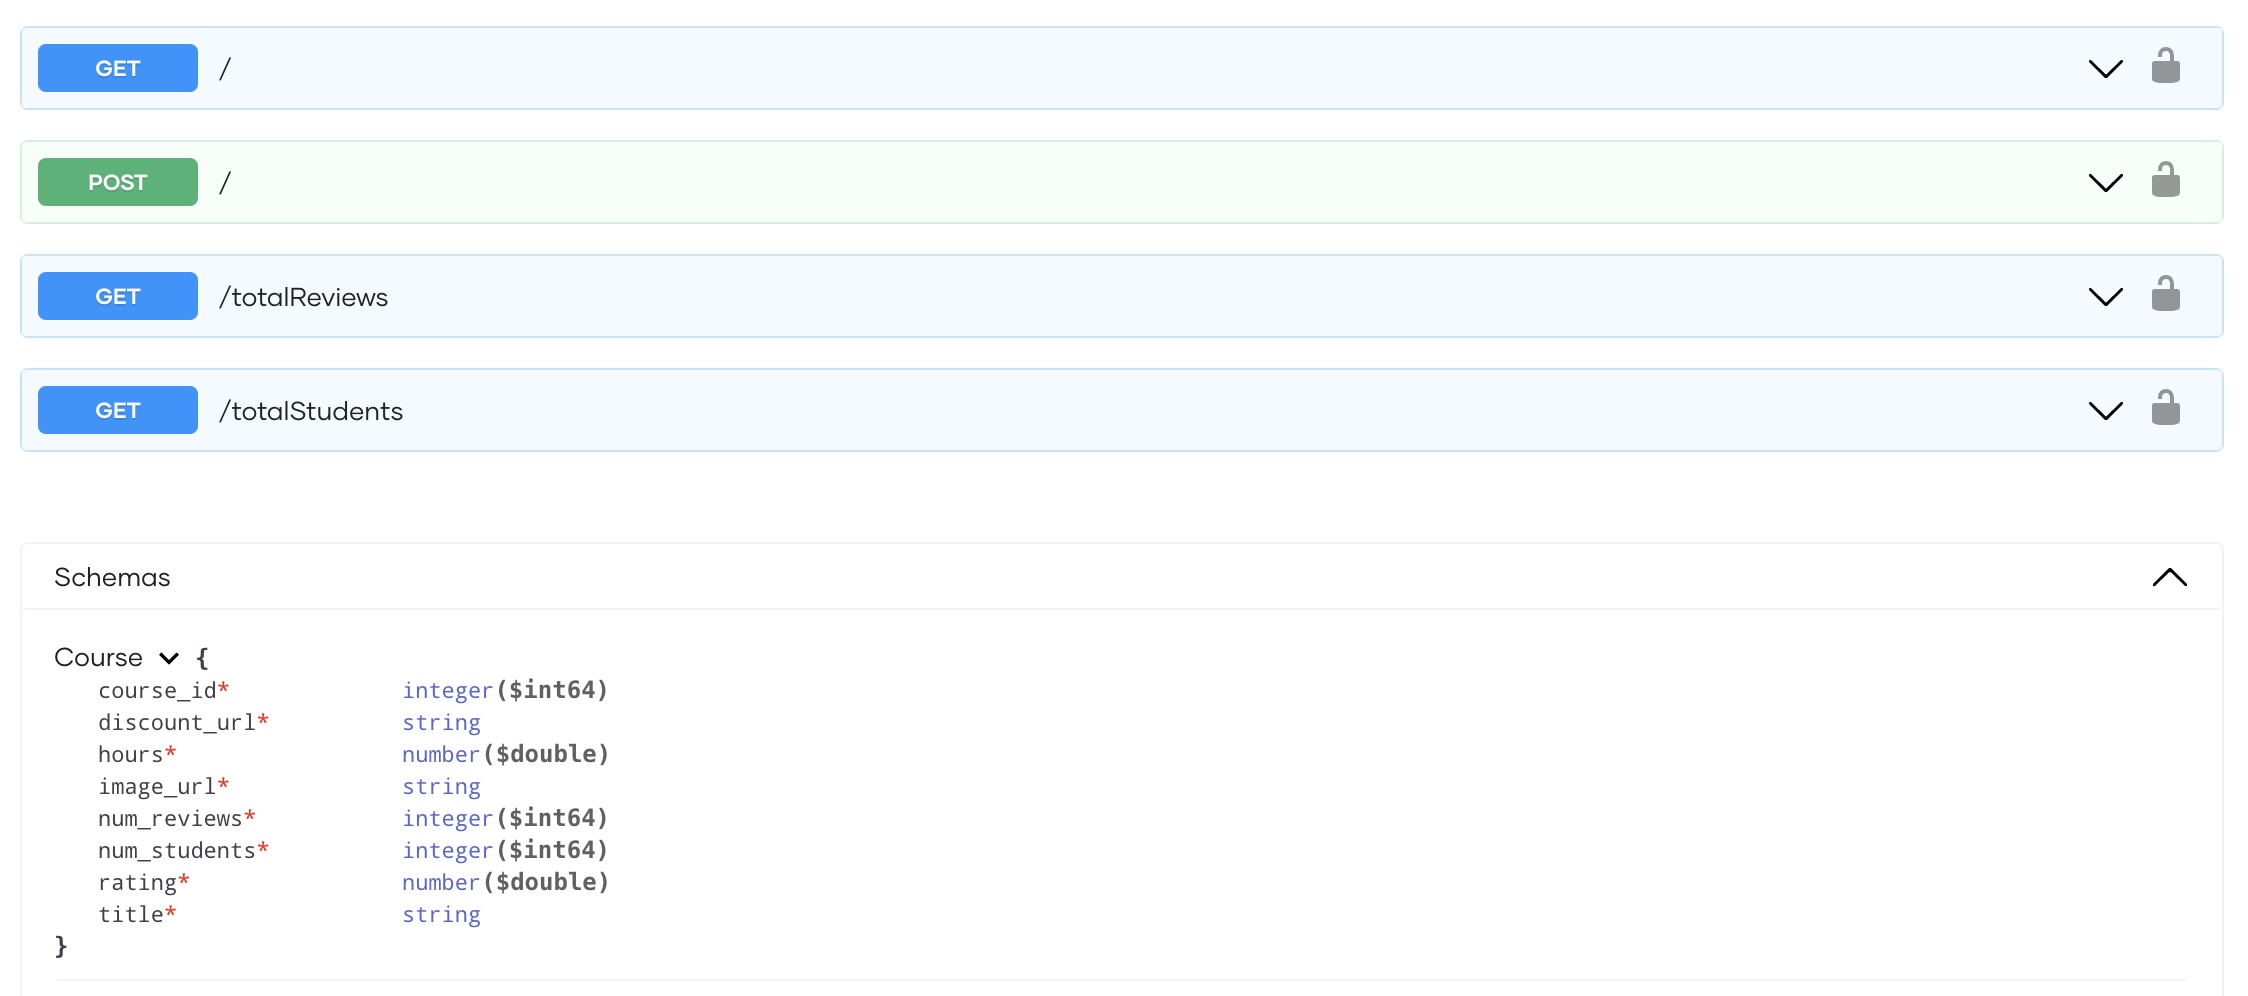 GET /
POST /
GET /totalReviews
GET /totalStudents
Schemas
Course {
course_id* integer($int64)
discount_url* string
hours* number($double)
image_url* string
num_reviews* integer($int64)
num_students* integer($int64)
rating* number($double)
title* string
}